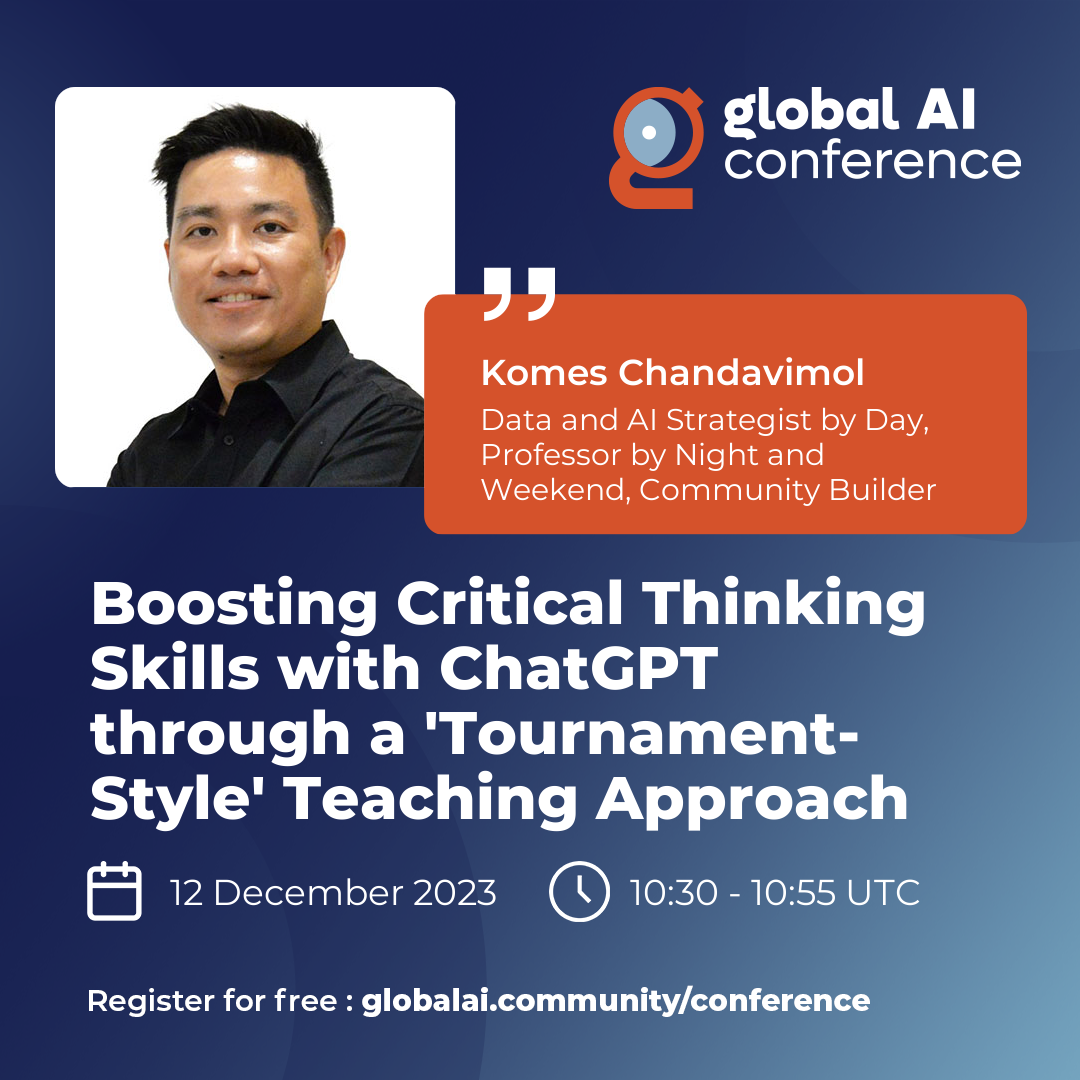 global AI
conference
Komes Chandavimol
Data and AI Strategist by Day,
Professor by Night and
Weekend, Community Builder
Boosting Critical Thinking
Skills with ChatGPT
through a 'Tournament-
Style' Teaching Approach
12 December 2023
10:30 - 10:55 UTC
Register for free : globalai.community/conference